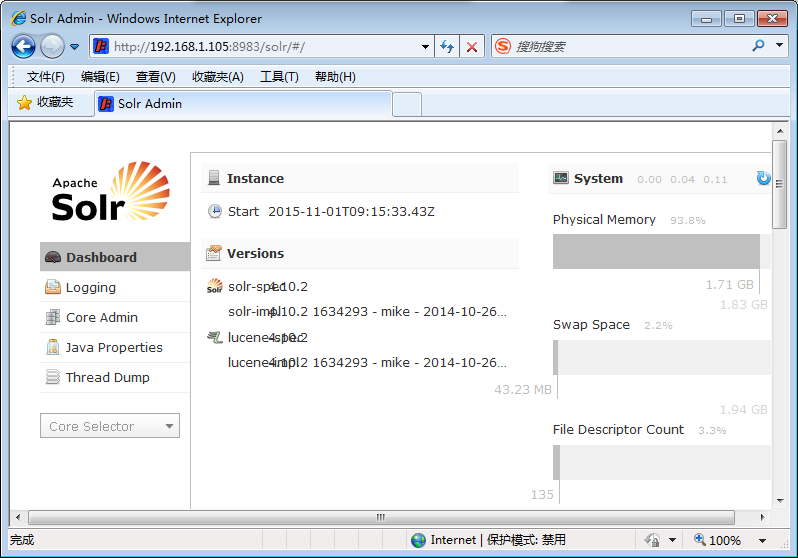 Solr Admin - Windows Internet Explorer
http://192.168.1.105:8983/solr/#/
搜狗搜索
文件(F) 编辑(E) 查看(V) 收藏夹(A) 工具(T) 帮助(H)
收藏夹 Solr Admin
Apache
Solr
Dashboard
Logging
Core Admin
Java Properties
Thread Dump
Core Selector
Instance
Start 2015-11-01T09:15:33.43Z
Versions
solr-spec 4.10.2
solr-impl 4.10.2 1634293 - mike - 2014-10-26...
lucene-spec 4.10.2
lucene-impl 4.10.2 1634293 - mike - 2014-10-26...
System 0.00 0.04 0.11
Physical Memory 93.8%
1.71 GB
1.83 GB
Swap Space 2.2%
43.23 MB
1.94 GB
File Descriptor Count 3.3%
135
完成 Internet | 保护模式: 禁用 100%